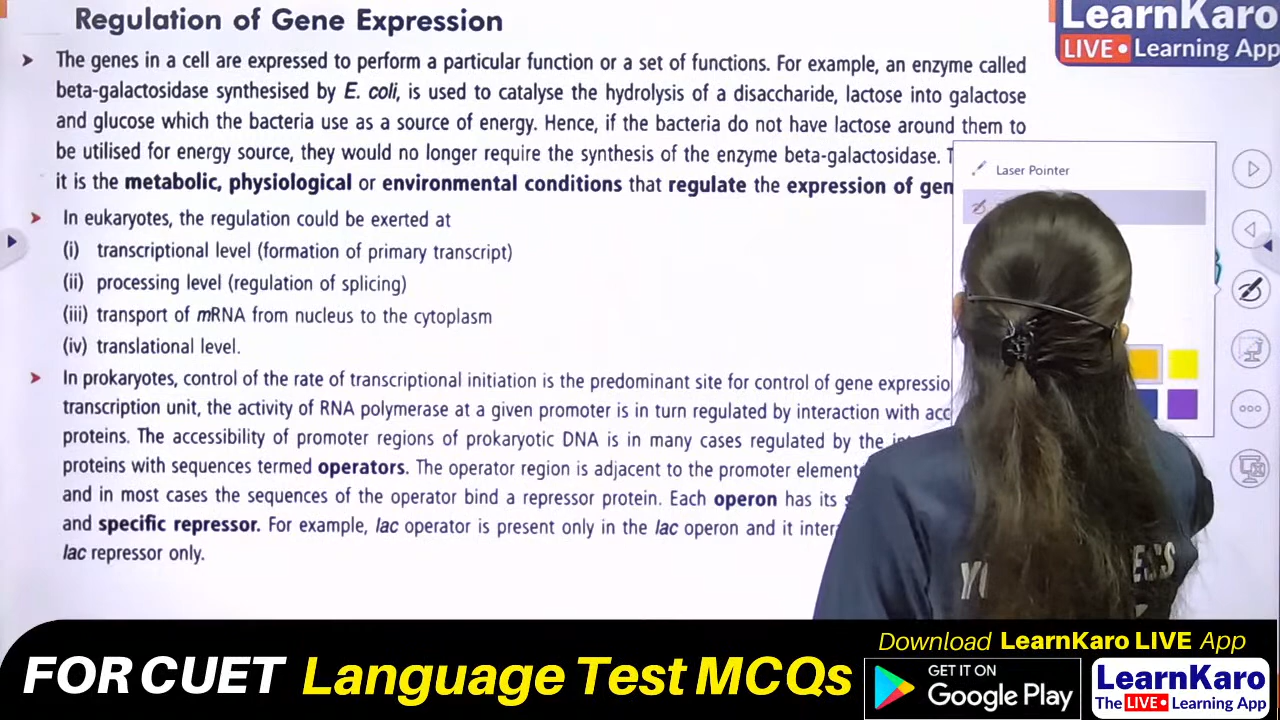 Regulation of Gene Expression
LearnKaro
LIVE • Learning App
➤ The genes in a cell are expressed to perform a particular function or a set of functions. For example, an enzyme called
beta-galactosidase synthesised by E. coli, is used to catalyse the hydrolysis of a disaccharide, lactose into galactose
and glucose which the bacteria use as a source of energy. Hence, if the bacteria do not have lactose around them to
be utilised for energy source, they would no longer require the synthesis of the enzyme beta-galactosidase.
it is the metabolic, physiological or environmental conditions that regulate the expression of
Laser Pointer
➤ In eukaryotes, the regulation could be exerted at
(i) transcriptional level (formation of primary transcript)
(ii) processing level (regulation of splicing)
(iii) transport of mRNA from nucleus to the cytoplasm
(iv) translational level.
➤ In prokaryotes, control of the rate of transcriptional initiation is the predominant site for control of gene
transcription unit, the activity of RNA polymerase at a given promoter is in turn regulated by interaction with
proteins. The accessibility of promoter regions of prokaryotic DNA is in many cases regulated by the
proteins with sequences termed operators. The operator region is adjacent to the promoter
and in most cases the sequences of the operator bind a repressor protein. Each operon has its
and specific repressor. For example, lac operator is present only in the lac operon and it
lac repressor only.
FOR CUET Language Test MCQs
Download LearnKaro LIVE App
GET IT ON
Google Play
LearnKaro
The LIVE • Learning App